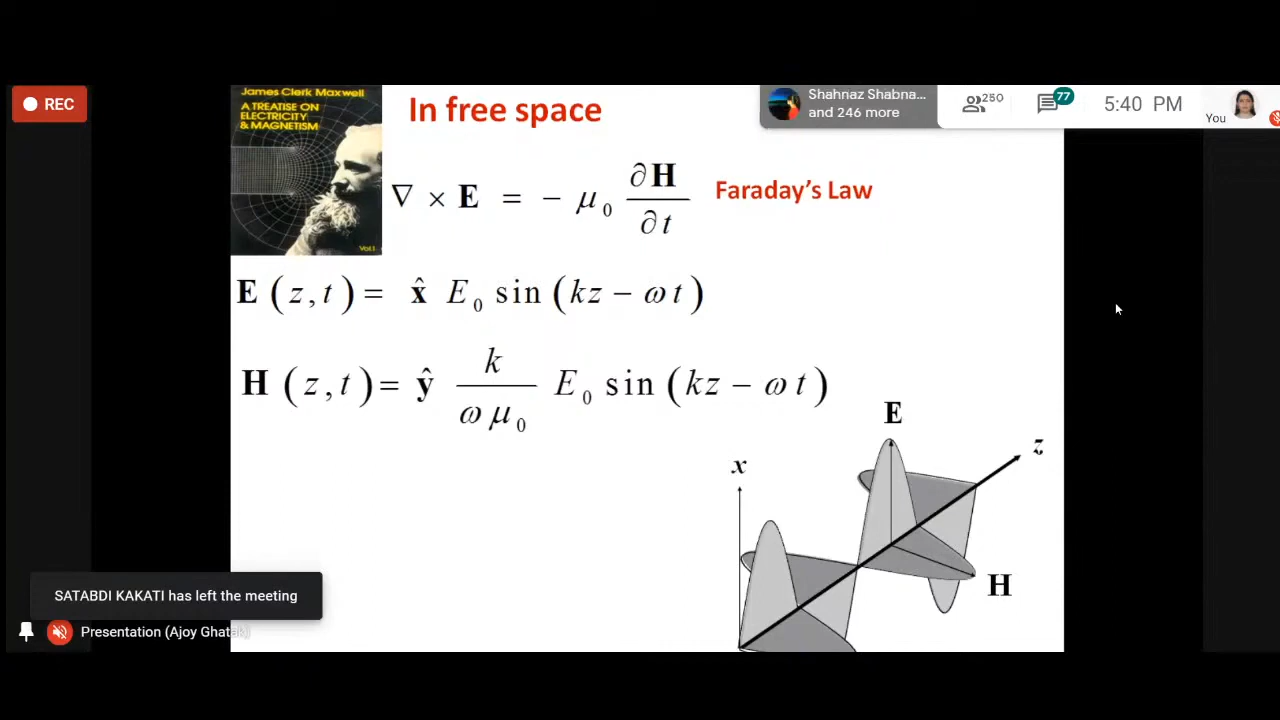 REC
James Clerk Maxwell
A TREATISE ON
ELECTRICITY
& MAGNETISM
Vol.1
In free space
Shahnaz Shabna...
and 246 more
250
77
5:40 PM
You
∇ × E = − μ₀ ∂H/∂t
Faraday's Law
E (z,t) = x̂ E₀ sin (kz − ω t)
H (z,t) = ŷ k/(ω μ₀) E₀ sin (kz − ω t)
E
z
x
H
SATABDI KAKATI has left the meeting
Presentation (Ajoy Ghatak)